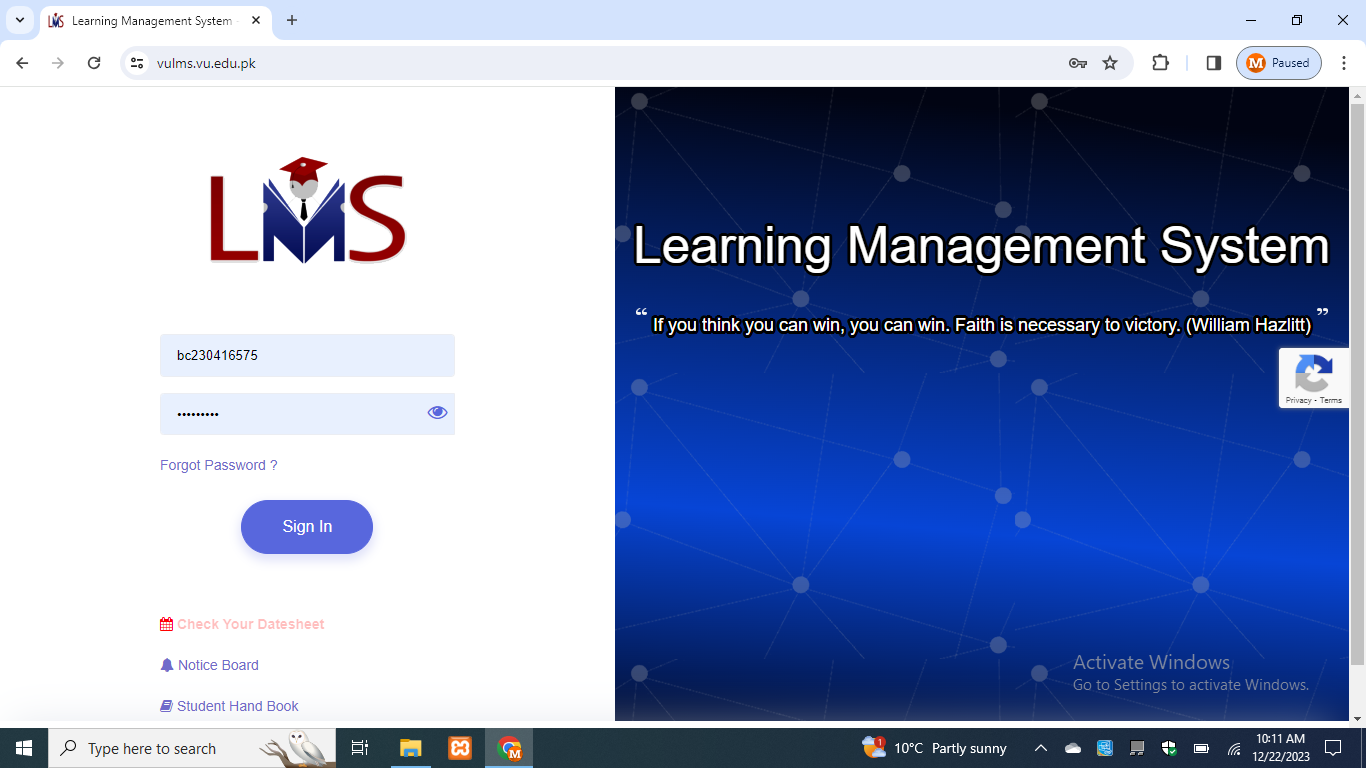 LMS Learning Management System -
vulms.vu.edu.pk
M Paused
LMS
Learning Management System
“ If you think you can win, you can win. Faith is necessary to victory. (William Hazlitt) ”
bc230416575
•••••••••
Privacy - Terms
Forgot Password ?
Sign In
Check Your Datesheet
Notice Board
Student Hand Book
Activate Windows
Go to Settings to activate Windows.
Type here to search
M
1
10°C Partly sunny
10:11 AM
12/22/2023